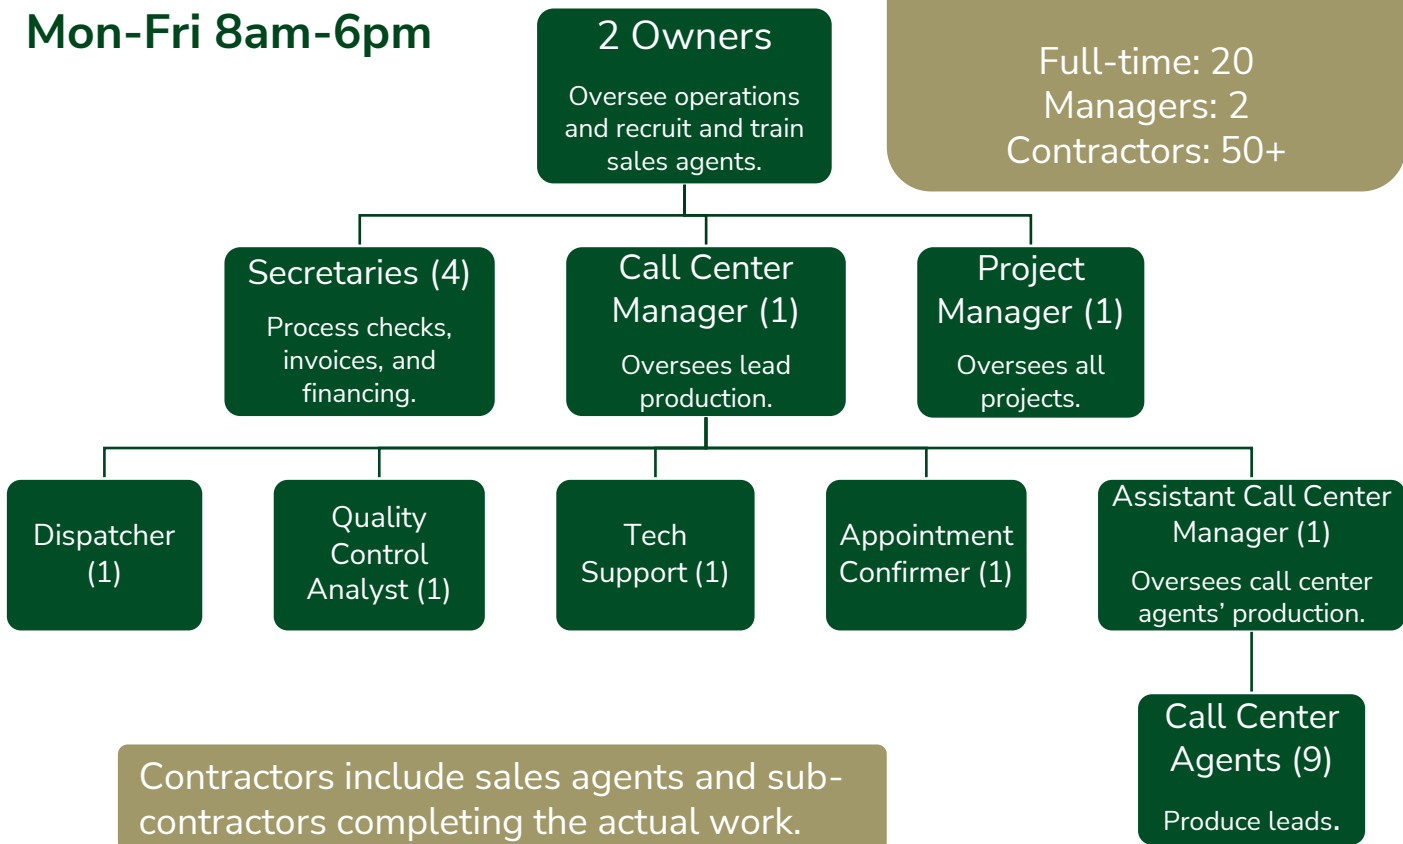 Mon-Fri 8am-6pm
2 Owners
Oversee operations
and recruit and train
sales agents.
Full-time: 20
Managers: 2
Contractors: 50+
Secretaries (4)
Process checks,
invoices, and
financing.
Call Center
Manager (1)
Oversees lead
production.
Project
Manager (1)
Oversees all
projects.
Dispatcher
(1)
Quality
Control
Analyst (1)
Tech
Support (1)
Appointment
Confirmer (1)
Assistant Call Center
Manager (1)
Oversees call center
agents’ production.
Call Center
Agents (9)
Produce leads.
Contractors include sales agents and sub-
contractors completing the actual work.